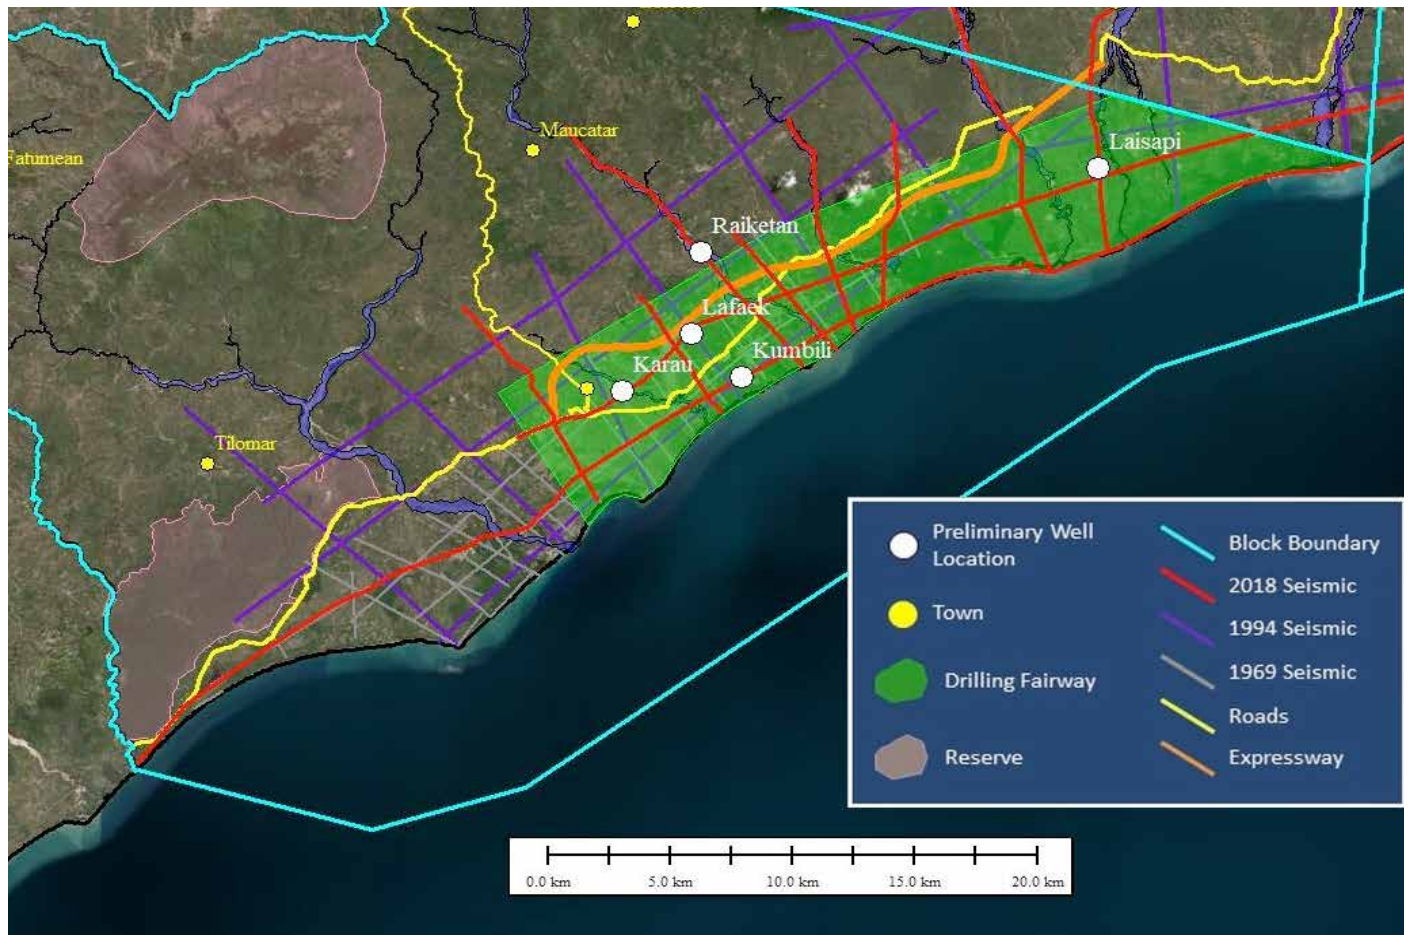 Maucatar
Fatumean
Laisapi
Raiketan
Lafaek
Kumbili
Karau
Tilomar
Preliminary Well
Location
Town
Drilling Fairway
Reserve
Block Boundary
2018 Seismic
1994 Seismic
1969 Seismic
Roads
Expressway
0.0 km
5.0 km
10.0 km
15.0 km
20.0 km